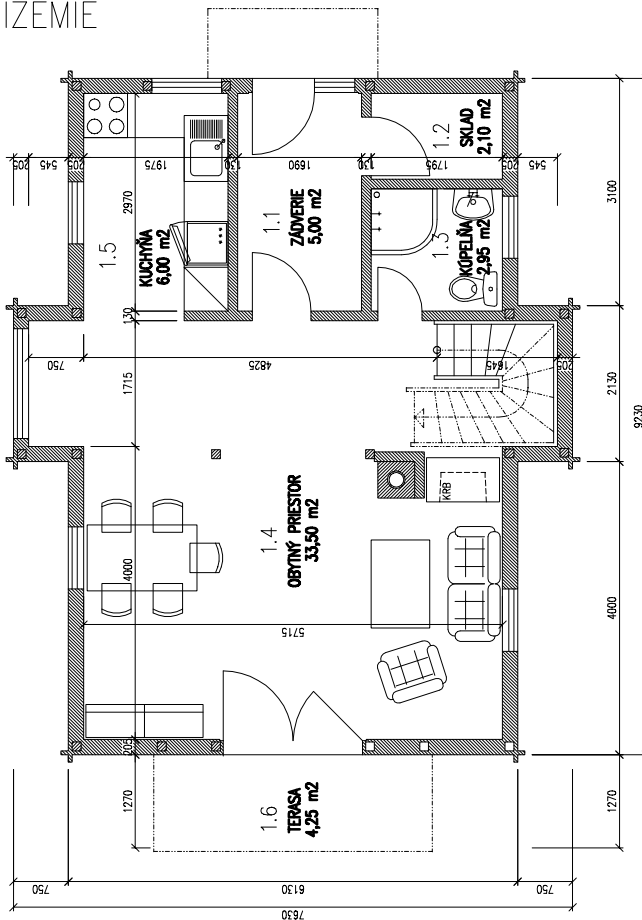 IZEMIE
1.2
SKLAD
2,10 m2
205
545
205
1975
130
1690
130
1795
205
545
2970
3100
1.1
ZÁDVERIE
5,00 m2
1.5
KUCHYŇA
6,00 m2
1.3
KÚPEĽŇA
2,95 m2
130
750
4825
1645
205
1715
2130
9230
KRB
1.4
OBYTNÝ PRIESTOR
33,50 m2
4000
4000
5715
205
1270
1.6
TERASA
4,25 m2
1270
750
6130
750
7630